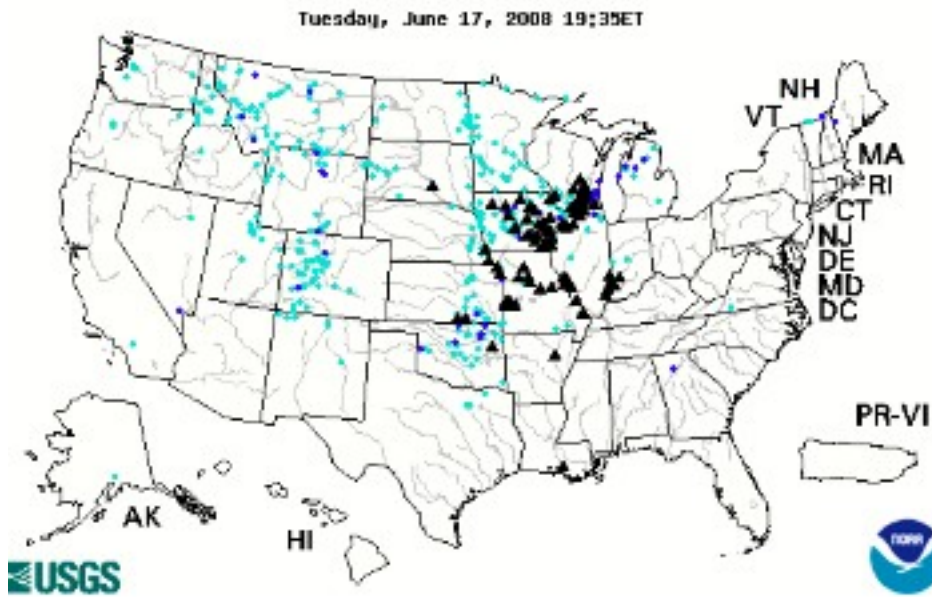 Tuesday, June 17, 2008 19:35ET
NH
VT
MA
RI
CT
NJ
DE
MD
DC
PR-VI
AK
HI
USGS
NOAA